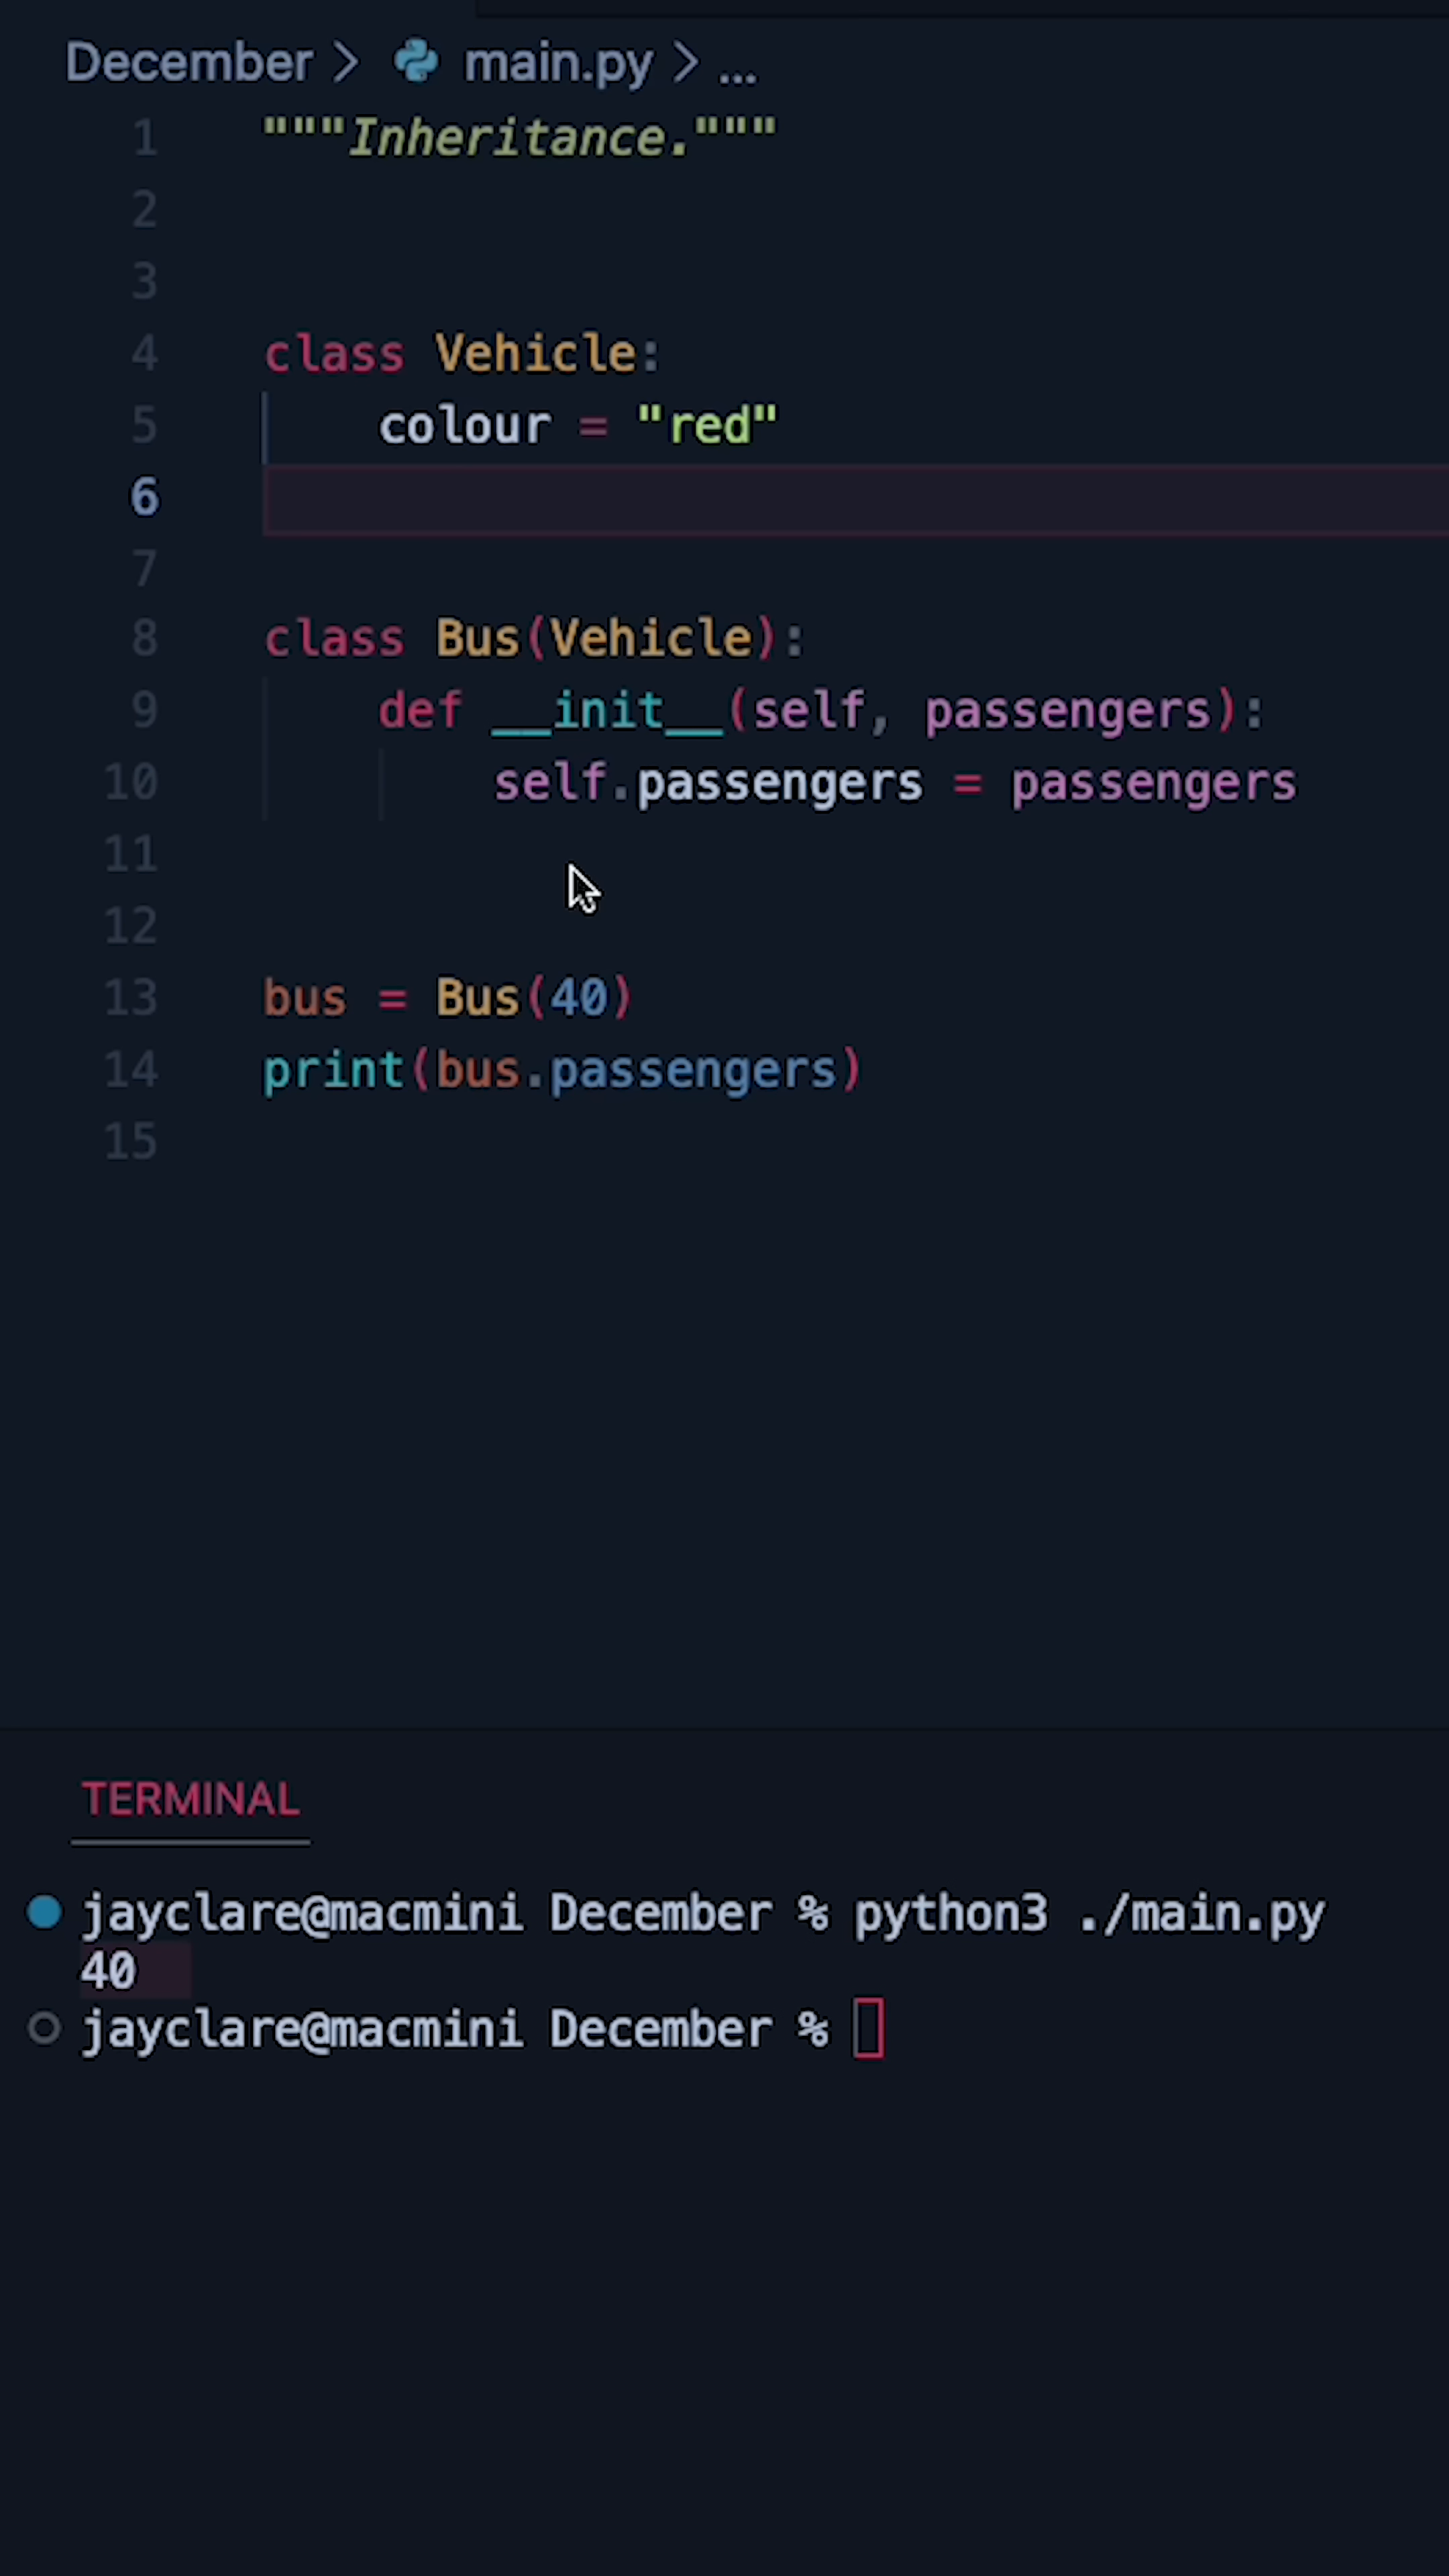 December > main.py > ...
1 """Inheritance."""
2
3
4 class Vehicle:
5     colour = "red"
6
7
8 class Bus(Vehicle):
9     def __init__(self, passengers):
10         self.passengers = passengers
11
12
13 bus = Bus(40)
14 print(bus.passengers)
15
TERMINAL
jayclare@macmini December % python3 ./main.py
40
jayclare@macmini December %